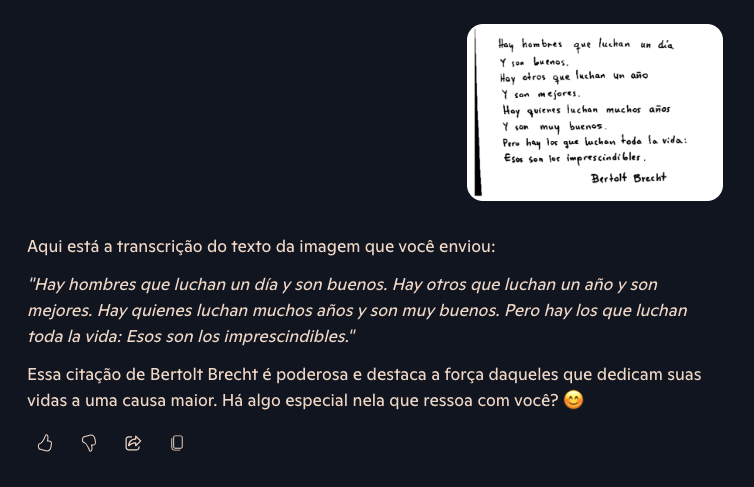 Hay hombres que luchan un día
Y son buenos.
Hay otros que luchan un año
Y son mejores.
Hay quienes luchan muchos años
Y son muy buenos.
Pero hay los que luchan toda la vida:
Esos son los imprescindibles.
Bertolt Brecht
Aqui está a transcrição do texto da imagem que você enviou:
"Hay hombres que luchan un día y son buenos. Hay otros que luchan un año y son
mejores. Hay quienes luchan muchos años y son muy buenos. Pero hay los que luchan
toda la vida: Esos son los imprescindibles."
Essa citação de Bertolt Brecht é poderosa e destaca a força daqueles que dedicam suas
vidas a uma causa maior. Há algo especial nela que ressoa com você? 😊